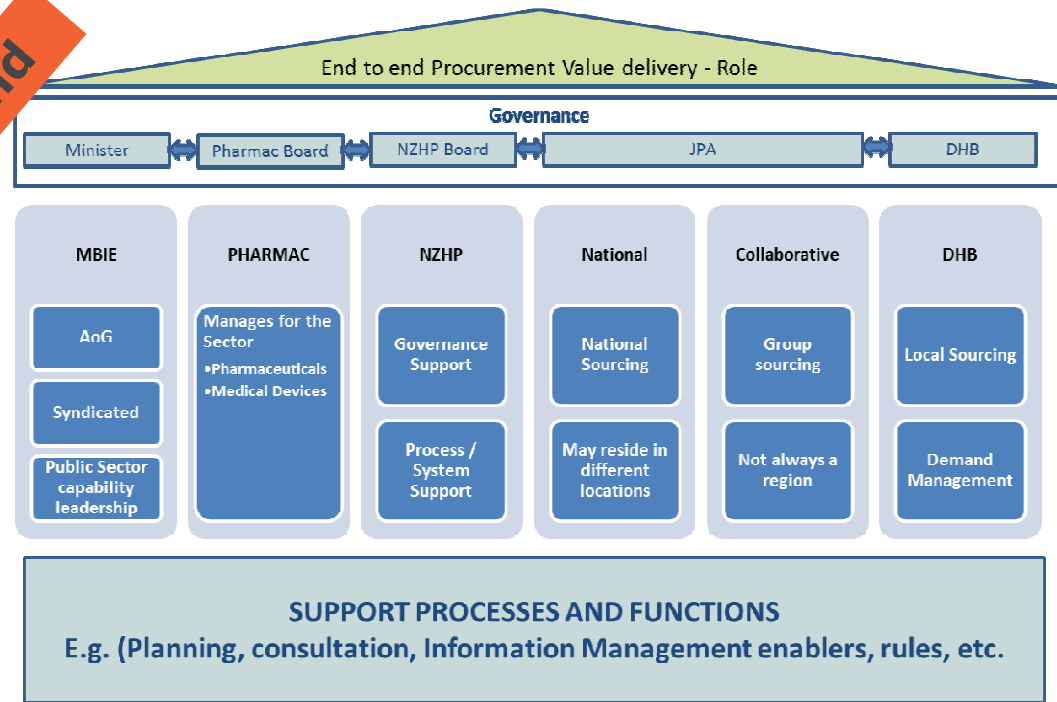 nd
End to end Procurement Value delivery - Role
Governance
Minister
Pharmac Board
NZHP Board
JPA
DHB
MBIE
AoG
Syndicated
Public Sector
capability
leadership
PHARMAC
Manages for the
Sector
•Pharmaceuticals
•Medical Devices
NZHP
Governance
Support
Process /
System
Support
National
National
Sourcing
May reside in
different
locations
Collaborative
Group
sourcing
Not always a
region
DHB
Local Sourcing
Demand
Management
SUPPORT PROCESSES AND FUNCTIONS
E.g. (Planning, consultation, Information Management enablers, rules, etc.